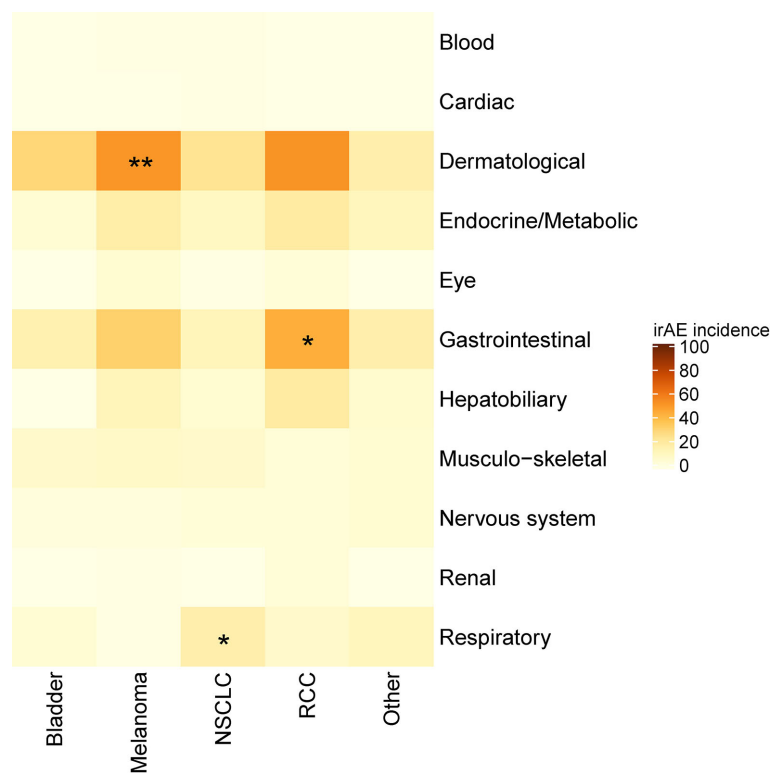 Blood
Cardiac
**
Dermatological
Endocrine/Metabolic
Eye
*
Gastrointestinal
Hepatobiliary
Musculo−skeletal
Nervous system
Renal
*
Respiratory
Bladder
Melanoma
NSCLC
RCC
Other
irAE incidence
100
80
60
40
20
0